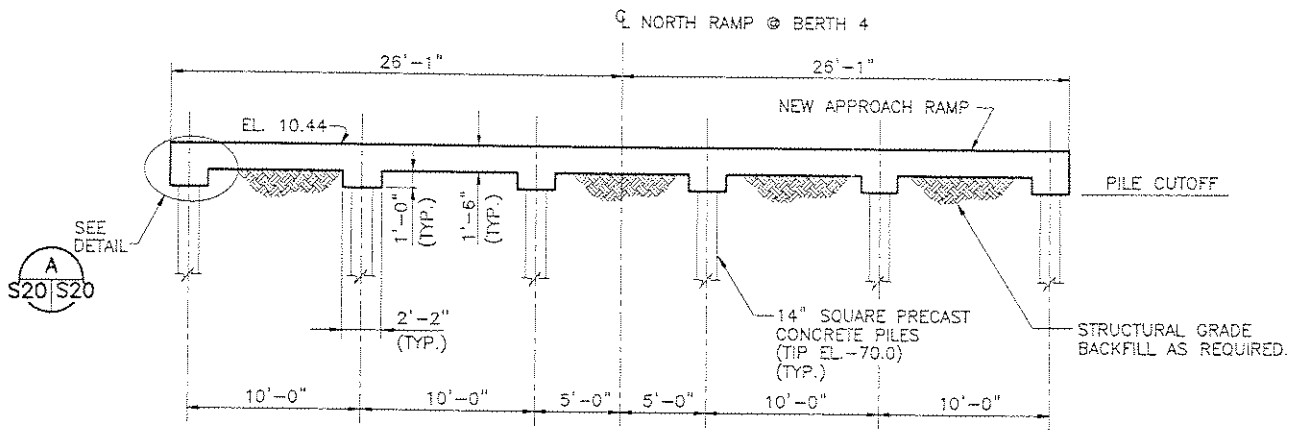 ℄ NORTH RAMP @ BERTH 4
26'-1"
26'-1"
NEW APPROACH RAMP
EL. 10.44
PILE CUTOFF
SEE
DETAIL
1'-0"
(TYP.)
1'-6"
(TYP.)
A
S20 S20
2'-2"
(TYP.)
14" SQUARE PRECAST
CONCRETE PILES
(TIP EL.-70.0)
(TYP.)
STRUCTURAL GRADE
BACKFILL AS REQUIRED.
10'-0"
10'-0"
5'-0"
5'-0"
10'-0"
10'-0"